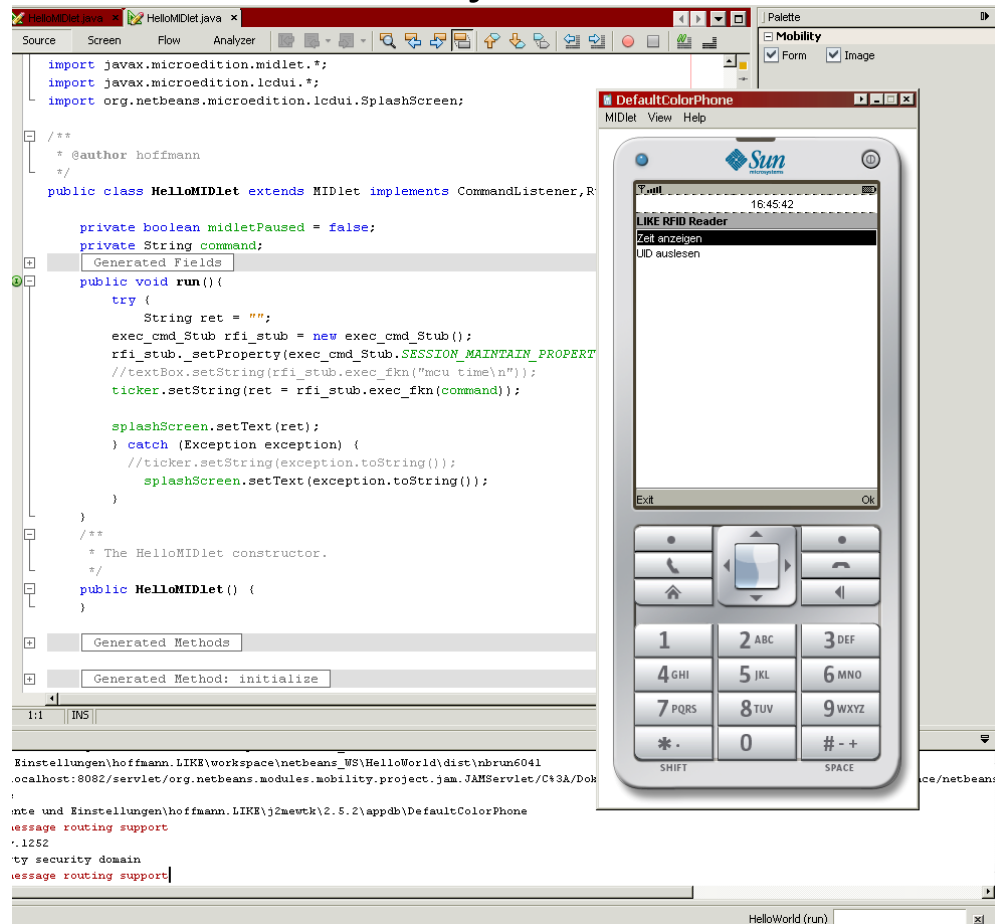 HelloMIDlet.java × HelloMIDlet.java ×
Source Screen Flow Analyzer
import javax.microedition.midlet.*;
import javax.microedition.lcdui.*;
import org.netbeans.microedition.lcdui.SplashScreen;
/**
* @author hoffmann
*/
public class HelloMIDlet extends MIDlet implements CommandListener,R
private boolean midletPaused = false;
private String command;
Generated Fields
public void run(){
try {
String ret = "";
exec_cmd_Stub rfi_stub = new exec_cmd_Stub();
rfi_stub._setProperty(exec_cmd_Stub.SESSION_MAINTAIN_PROPERT
//textBox.setString(rfi_stub.exec_fkn("mcu time\n"));
ticker.setString(ret = rfi_stub.exec_fkn(command));
splashScreen.setText(ret);
} catch (Exception exception) {
//ticker.setString(exception.toString());
splashScreen.setText(exception.toString());
}
}
/**
* The HelloMIDlet constructor.
*/
public HelloMIDlet() {
}
Generated Methods
Generated Method: initialize
1:1 INS
Einstellungen\hoffmann.LIKE\workspace\netbeans_WS\HelloWorld\dist\nbrun6041
ocalhost:8082/servlet/org.netbeans.modules.mobility.project.jam.JAMServlet/C%3A/Dok
ce/netbeans
e
nte und Einstellungen\hoffmann.LIKE\j2mewtk\2.5.2\appdb\DefaultColorPhone
message routing support
.1252
ty security domain
message routing support
HelloWorld (run)
Palette
Mobility
Form Image
DefaultColorPhone
MIDlet View Help
Sun
microsystems
16:45:42
LIKE RFID Reader
Zeit anzeigen
UID auslesen
Exit Ok
1 2 ABC 3 DEF
4 GHI 5 JKL 6 MNO
7 PQRS 8 TUV 9 WXYZ
* . 0 # - +
SHIFT SPACE